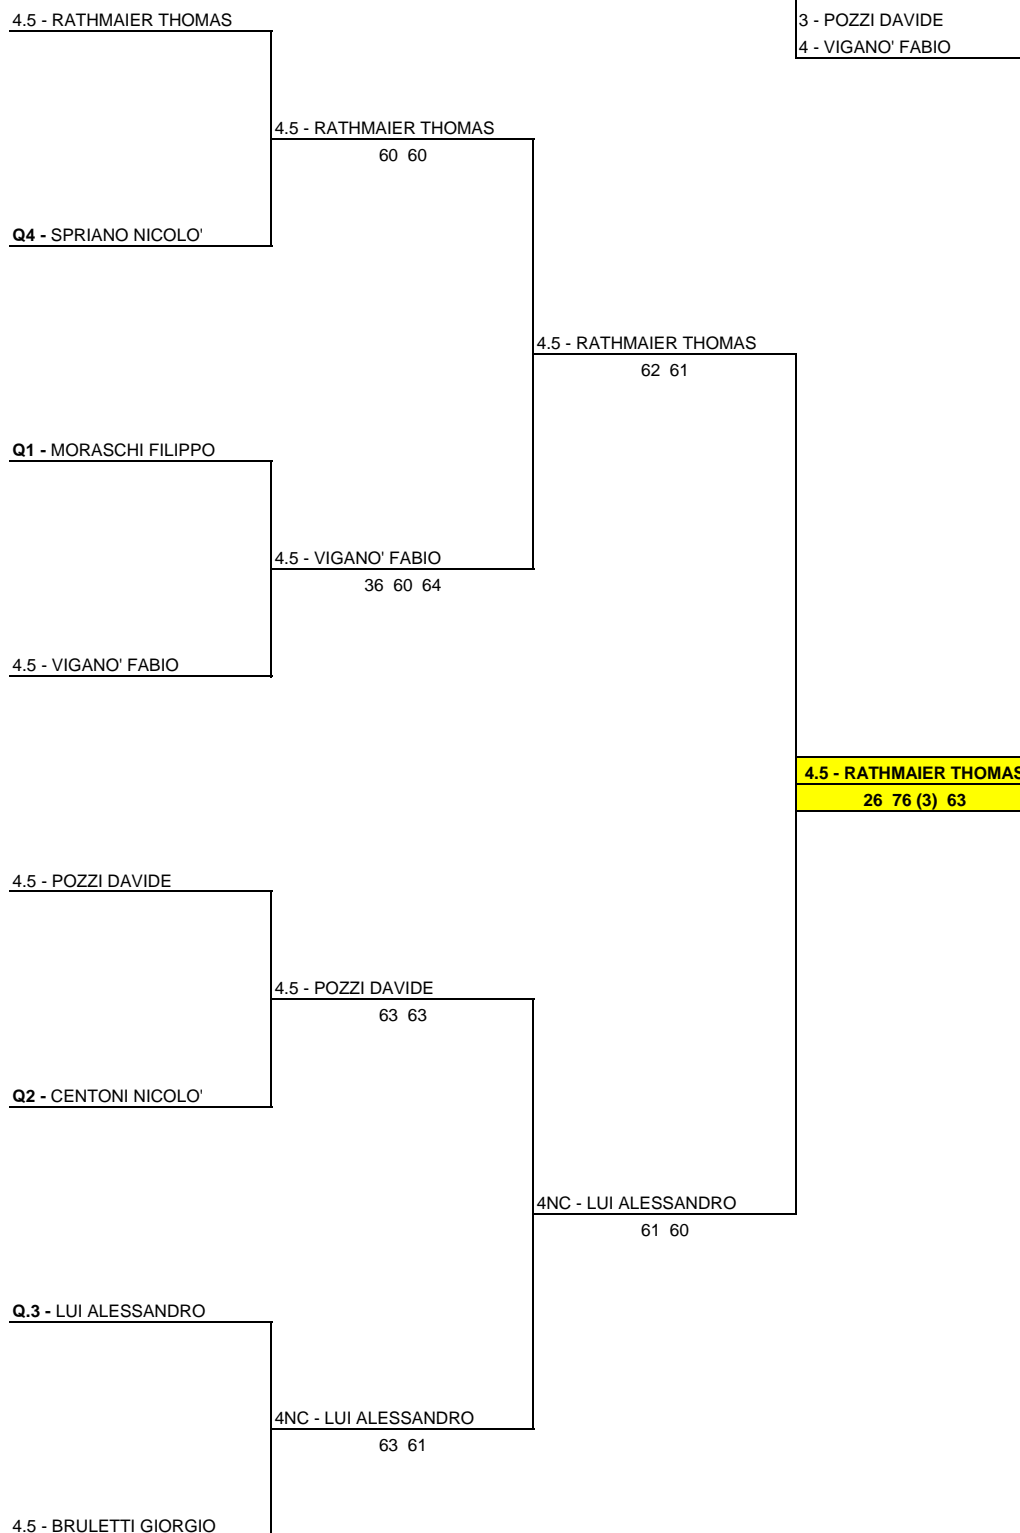 4.5 - RATHMAIER THOMAS
3 - POZZI DAVIDE
4 - VIGANO' FABIO
4.5 - RATHMAIER THOMAS
60 60
Q4 - SPRIANO NICOLO'
4.5 - RATHMAIER THOMAS
62 61
Q1 - MORASCHI FILIPPO
4.5 - VIGANO' FABIO
36 60 64
4.5 - VIGANO' FABIO
4.5 - RATHMAIER THOMAS
26 76 (3) 63
4.5 - POZZI DAVIDE
4.5 - POZZI DAVIDE
63 63
Q2 - CENTONI NICOLO'
4NC - LUI ALESSANDRO
61 60
Q.3 - LUI ALESSANDRO
4NC - LUI ALESSANDRO
63 61
4.5 - BRULETTI GIORGIO